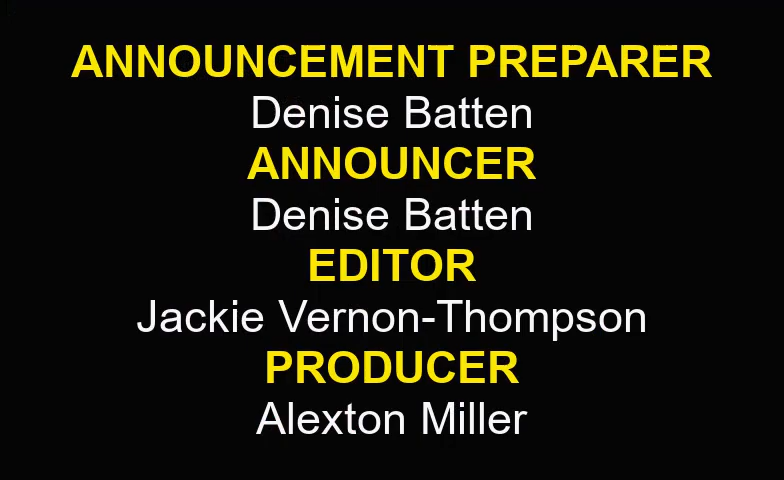 ANNOUNCEMENT PREPARER
Denise Batten
ANNOUNCER
Denise Batten
EDITOR
Jackie Vernon-Thompson
PRODUCER
Alexton Miller